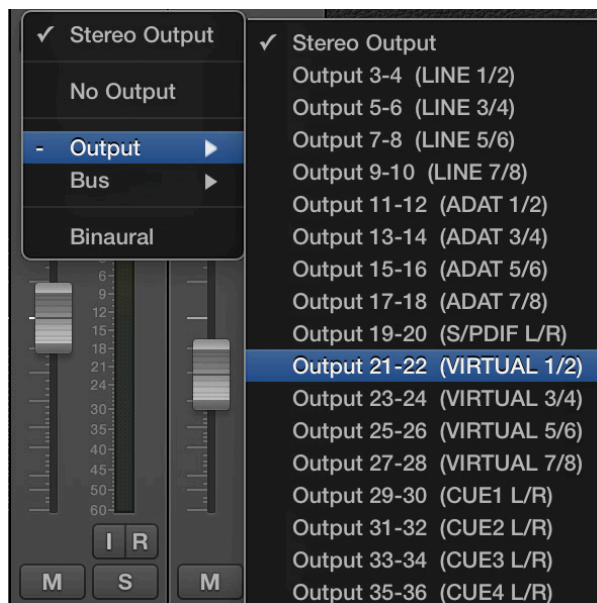 ✓ Stereo Output
No Output
- Output ▶
Bus ▶
Binaural
✓ Stereo Output
Output 3-4 (LINE 1/2)
Output 5-6 (LINE 3/4)
Output 7-8 (LINE 5/6)
Output 9-10 (LINE 7/8)
Output 11-12 (ADAT 1/2)
Output 13-14 (ADAT 3/4)
Output 15-16 (ADAT 5/6)
Output 17-18 (ADAT 7/8)
Output 19-20 (S/PDIF L/R)
Output 21-22 (VIRTUAL 1/2)
Output 23-24 (VIRTUAL 3/4)
Output 25-26 (VIRTUAL 5/6)
Output 27-28 (VIRTUAL 7/8)
Output 29-30 (CUE1 L/R)
Output 31-32 (CUE2 L/R)
Output 33-34 (CUE3 L/R)
Output 35-36 (CUE4 L/R)
6
9
12
15
18
21
24
30
35
40
45
50
60
I R
M S M